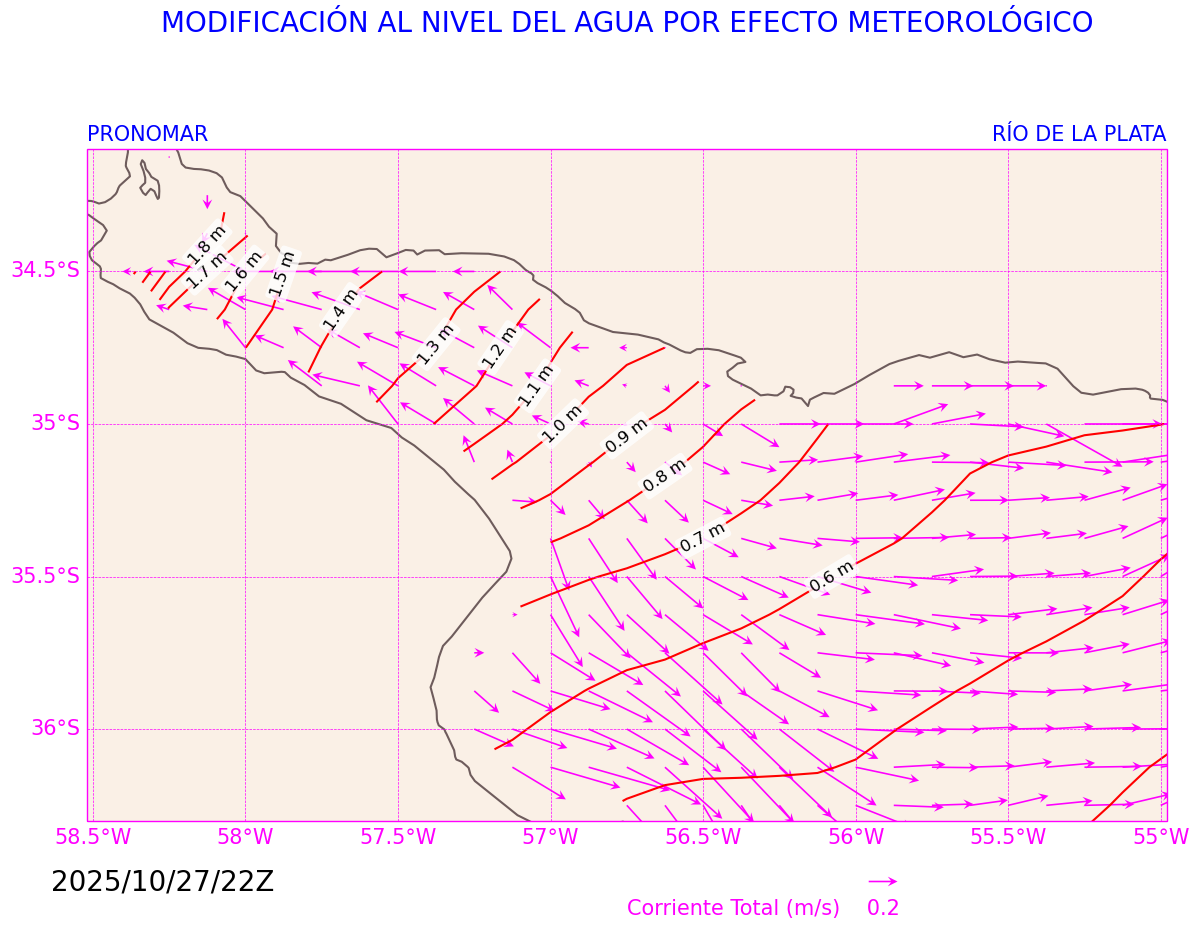 MODIFICACIÓN AL NIVEL DEL AGUA POR EFECTO METEOROLÓGICO
PRONOMAR
RÍO DE LA PLATA
1.8 m
1.7 m
1.6 m
1.5 m
1.4 m
1.3 m
1.2 m
1.1 m
1.0 m
0.9 m
0.8 m
0.7 m
0.6 m
34.5°S
35°S
35.5°S
36°S
58.5°W 58°W 57.5°W 57°W 56.5°W 56°W 55.5°W 55°W
2025/10/27/22Z
Corriente Total (m/s) 0.2